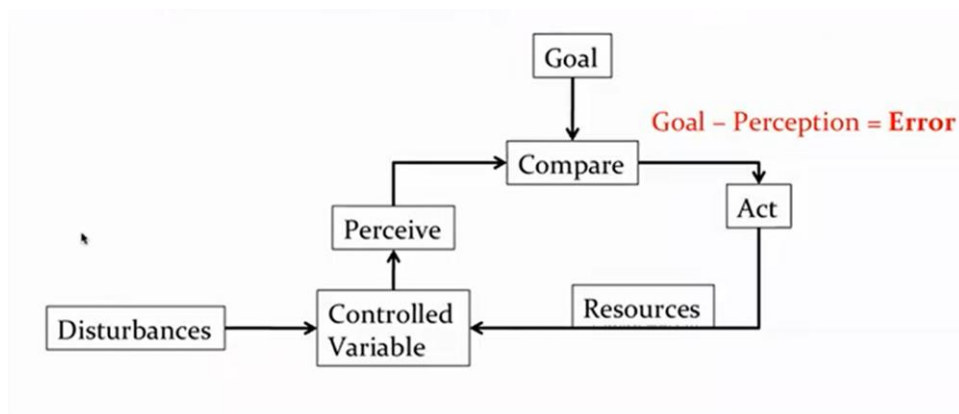 Goal
Goal – Perception = Error
Compare
Act
Perceive
Resources
Controlled
Variable
Disturbances